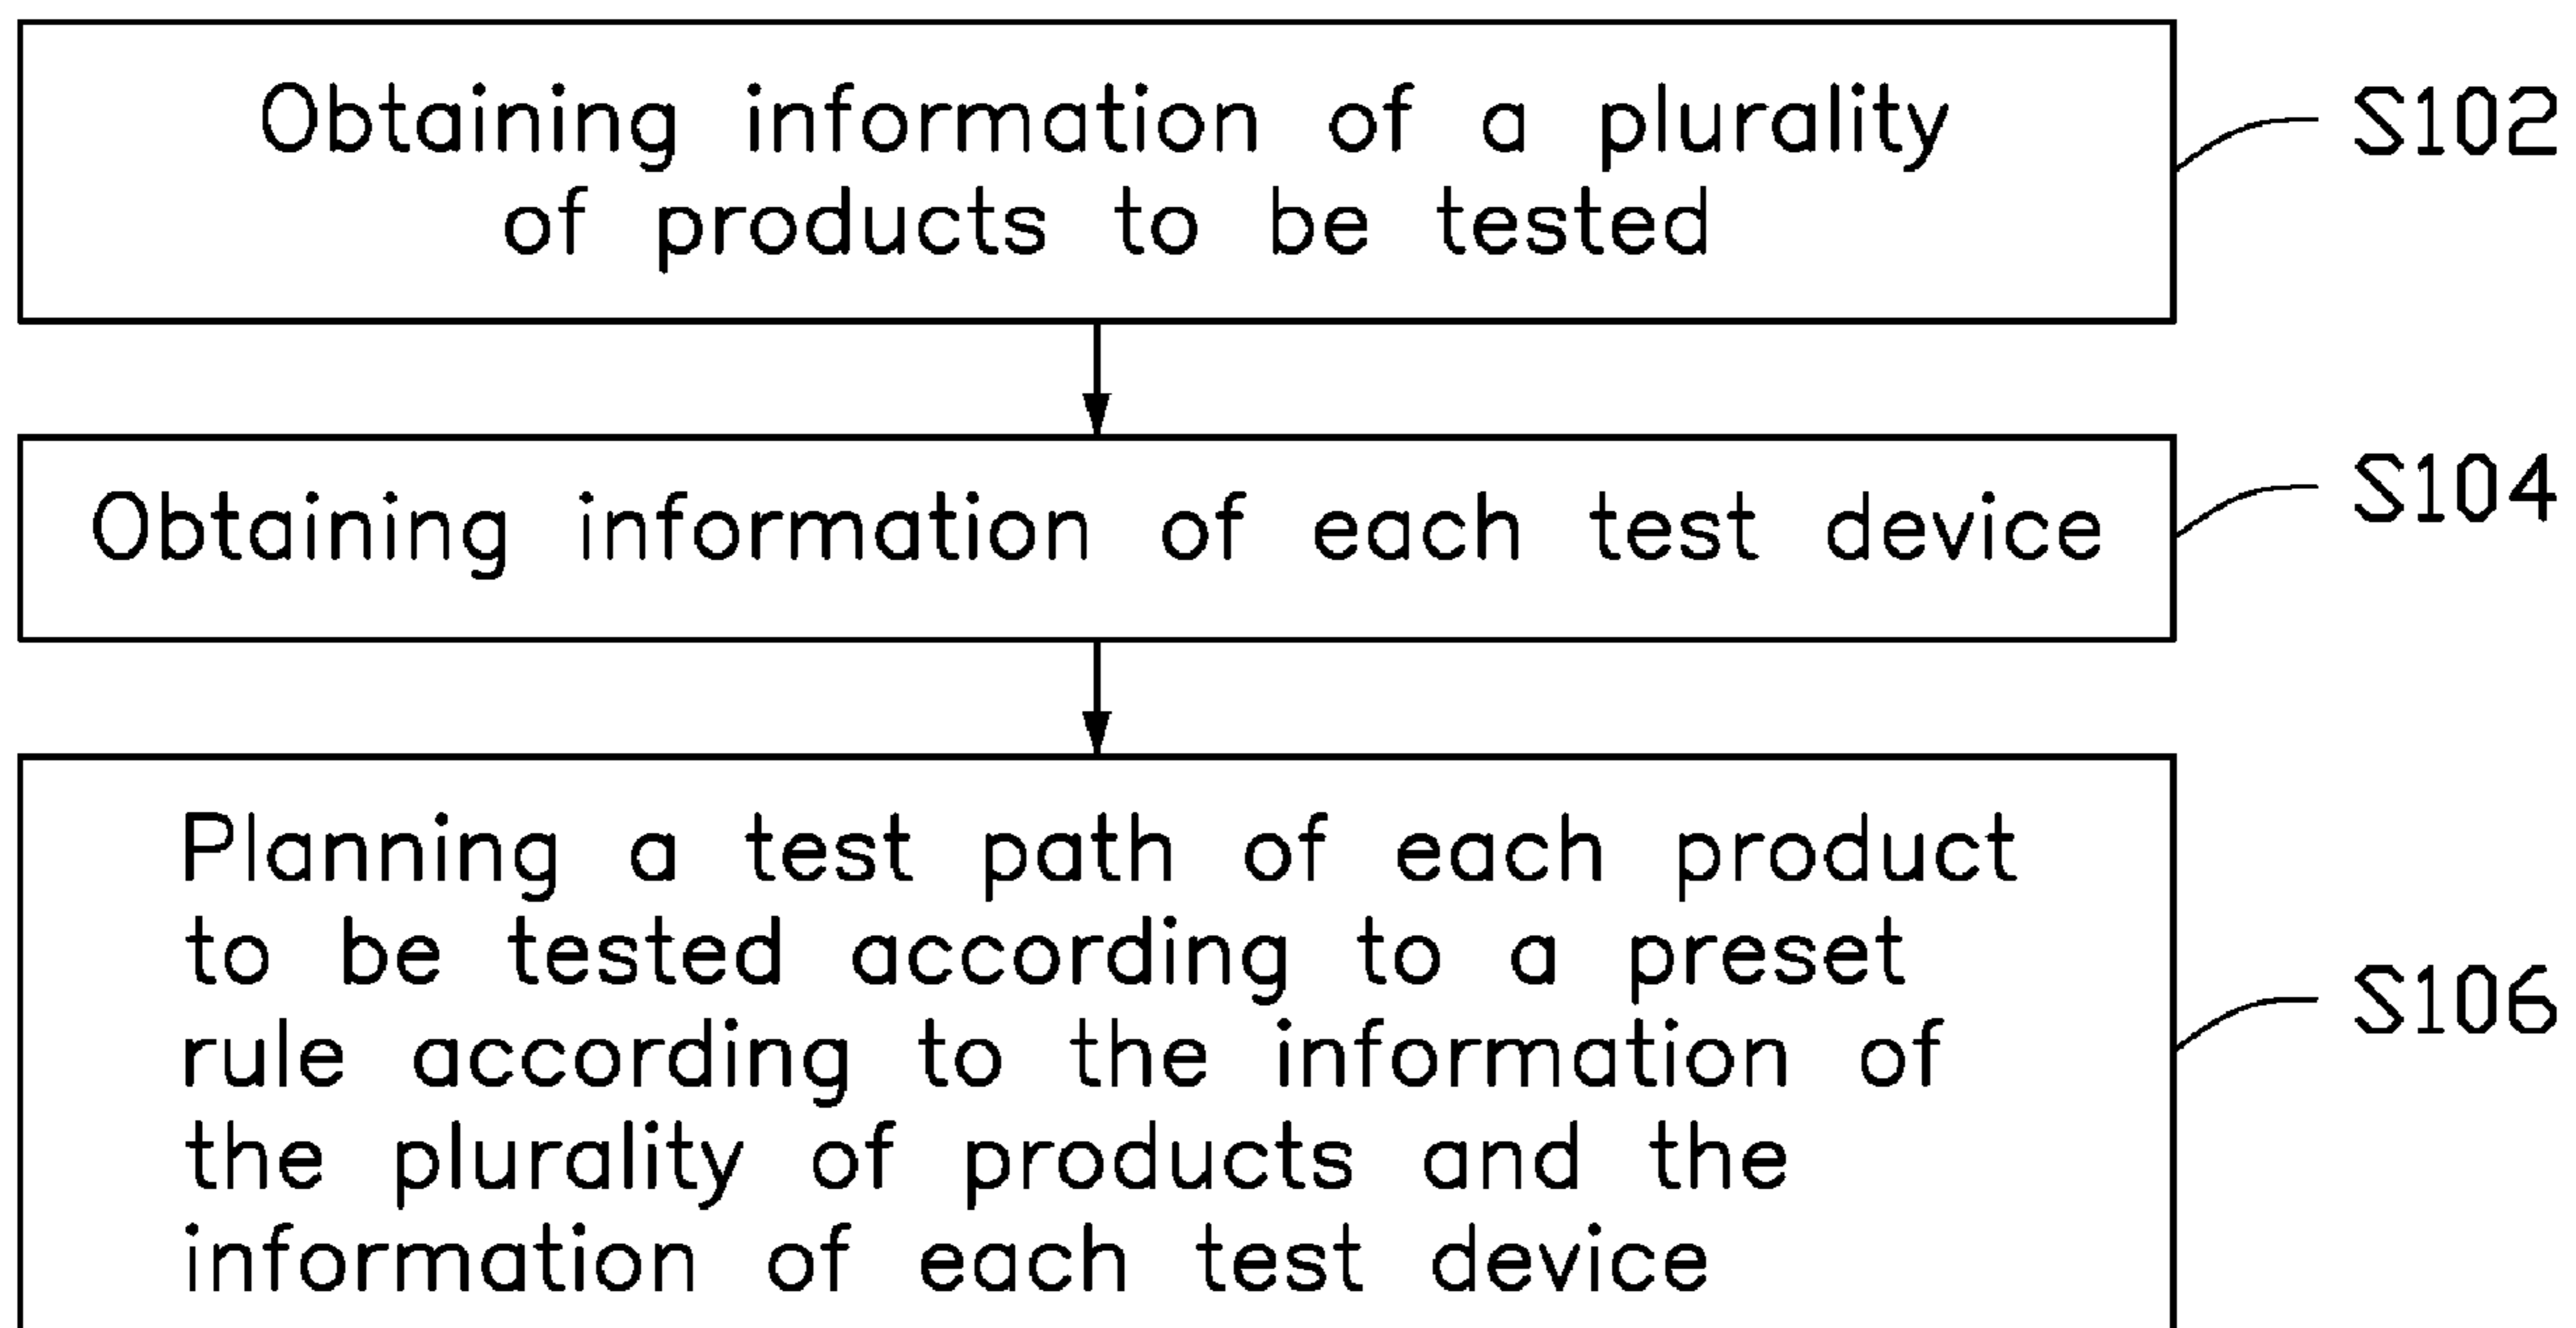 Obtaining information of a plurality
of products to be tested
S102
Obtaining information of each test device
S104
Planning a test path of each product
to be tested according to a preset
rule according to the information of
the plurality of products and the
information of each test device
S106